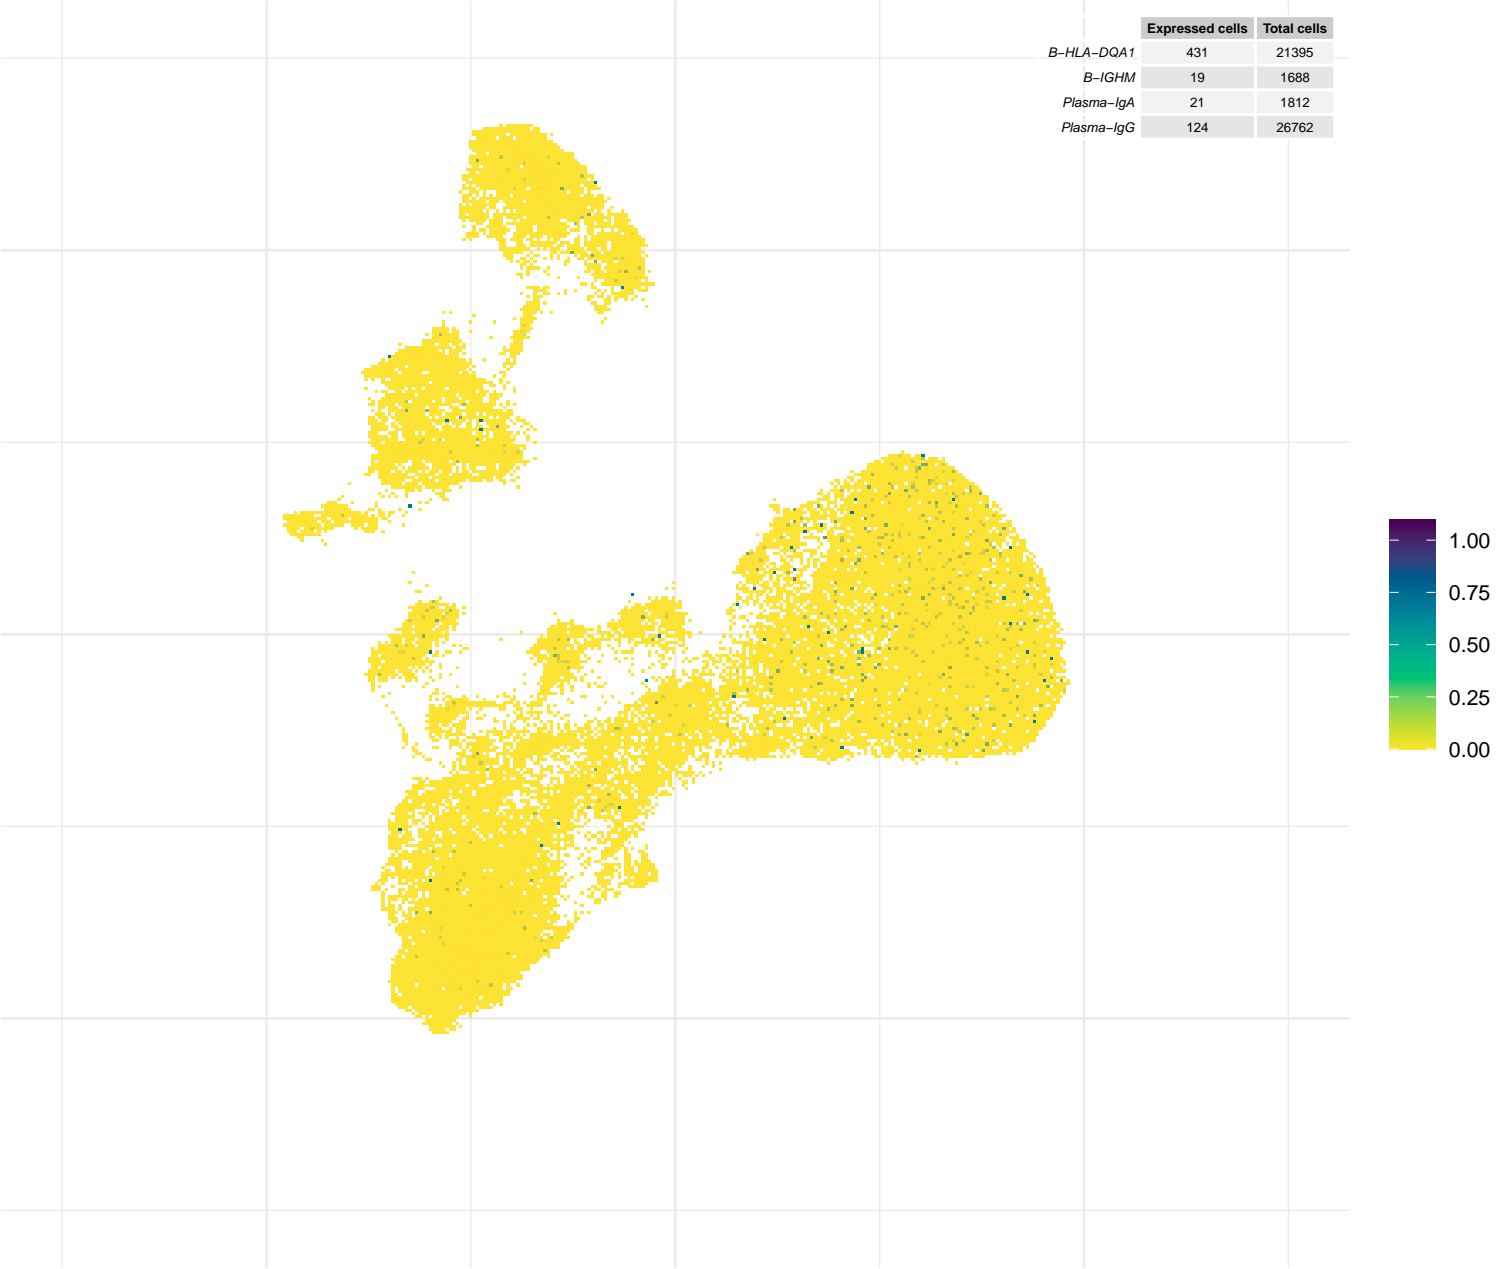 Expressed cells Total cells
B−HLA−DQA1 431 21395
B−IGHM 19 1688
Plasma−IgA 21 1812
Plasma−IgG 124 26762
1.00
0.75
0.50
0.25
0.00